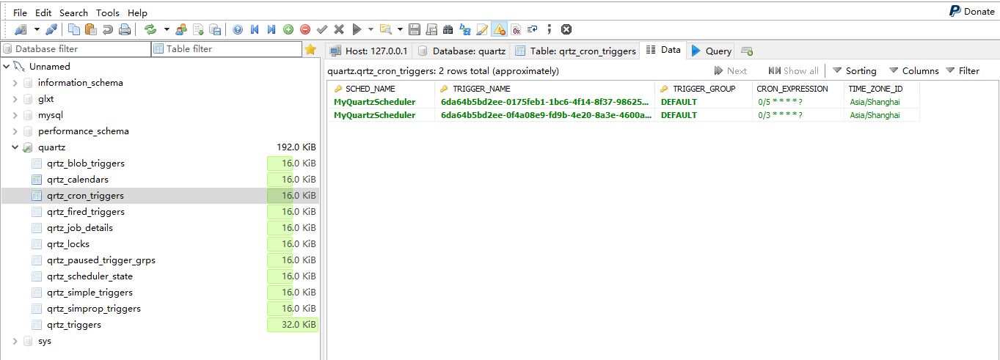 File Edit Search Tools Help
Donate
Database filter
Table filter
Unnamed
information_schema
glxt
mysql
performance_schema
quartz 192.0 KiB
qrtz_blob_triggers 16.0 KiB
qrtz_calendars 16.0 KiB
qrtz_cron_triggers 16.0 KiB
qrtz_fired_triggers 16.0 KiB
qrtz_job_details 16.0 KiB
qrtz_locks 16.0 KiB
qrtz_paused_trigger_grps 16.0 KiB
qrtz_scheduler_state 16.0 KiB
qrtz_simple_triggers 16.0 KiB
qrtz_simprop_triggers 16.0 KiB
qrtz_triggers 32.0 KiB
sys
Host: 127.0.0.1 Database: quartz Table: qrtz_cron_triggers Data Query
quartz.qrtz_cron_triggers: 2 rows total (approximately) Next Show all Sorting Columns Filter
SCHED_NAME TRIGGER_NAME TRIGGER_GROUP CRON_EXPRESSION TIME_ZONE_ID
MyQuartzScheduler 6da64b5bd2ee-0175feb1-1bc6-4f14-8f37-98625... DEFAULT 0/5 * * * * ? Asia/Shanghai
MyQuartzScheduler 6da64b5bd2ee-0f4a08e9-fd9b-4e20-8a3e-4600a... DEFAULT 0/3 * * * * ? Asia/Shanghai